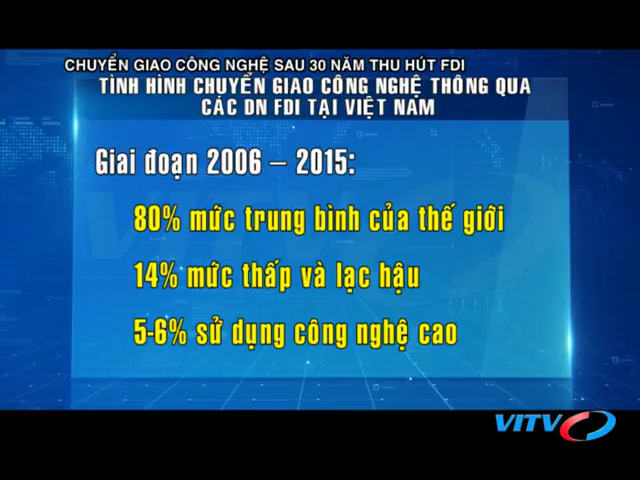 CHUYỂN GIAO CÔNG NGHỆ SAU 30 NĂM THU HÚT FDI
TÌNH HÌNH CHUYỂN GIAO CÔNG NGHỆ THÔNG QUA
CÁC DN FDI TẠI VIỆT NAM
Giai đoạn 2006 – 2015:
80% mức trung bình của thế giới
14% mức thấp và lạc hậu
5-6% sử dụng công nghệ cao
VITV